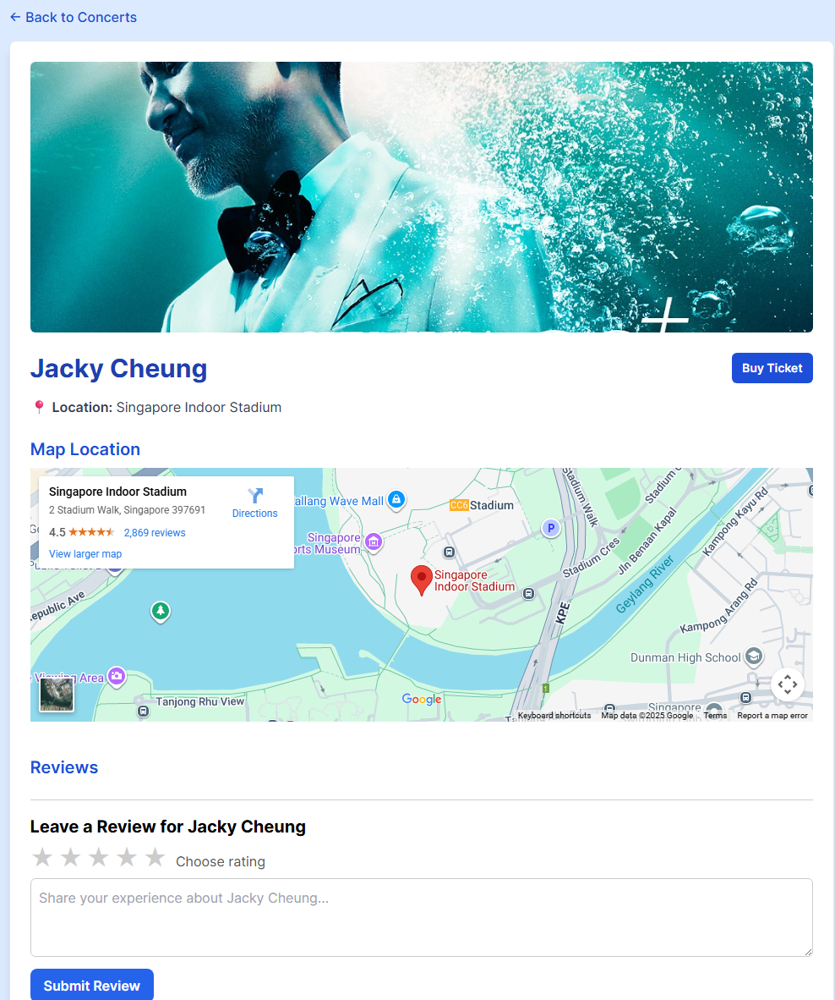 ← Back to Concerts
Jacky Cheung
Buy Ticket
Location: Singapore Indoor Stadium
Map Location
Singapore Indoor Stadium
2 Stadium Walk, Singapore 397691
4.5
2,869 reviews
View larger map
Directions
allang Wave Mall
CC6 Stadium
Singapore
orts Museum
Singapore
Indoor Stadium
P
Stadium Walk
Stadium Cres
Jln Benaan Kapal
Kampong Kayu Rd
Geylang River
Kampong Arang Rd
KPE
epublic Ave
Viewing Area
Tanjong Rhu View
Dunman High School
Singapore
1
Google
Keyboard shortcuts
Map data ©2025 Google
Terms
Report a map error
Reviews
Leave a Review for Jacky Cheung
★ ★ ★ ★ ★ Choose rating
Share your experience about Jacky Cheung...
Submit Review